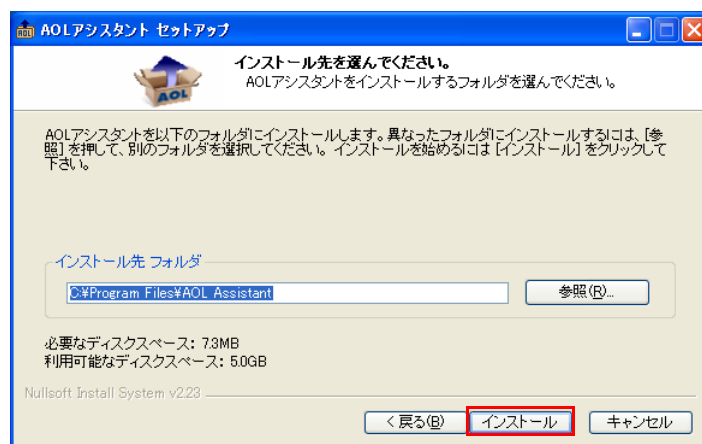 AOLアシスタント セットアップ
インストール先を選んでください。
AOLアシスタントをインストールするフォルダを選んでください。
AOL
AOLアシスタントを以下のフォルダにインストールします。異なったフォルダにインストールするには、[参
照] を押して、別のフォルダを選択してください。 インストールを始めるには [インストール] をクリックして
下さい。
インストール先 フォルダ
C:¥Program Files¥AOL Assistant
参照(R)...
必要なディスクスペース: 7.3MB
利用可能なディスクスペース: 5.0GB
Nullsoft Install System v2.23
< 戻る(B)
インストール
キャンセル